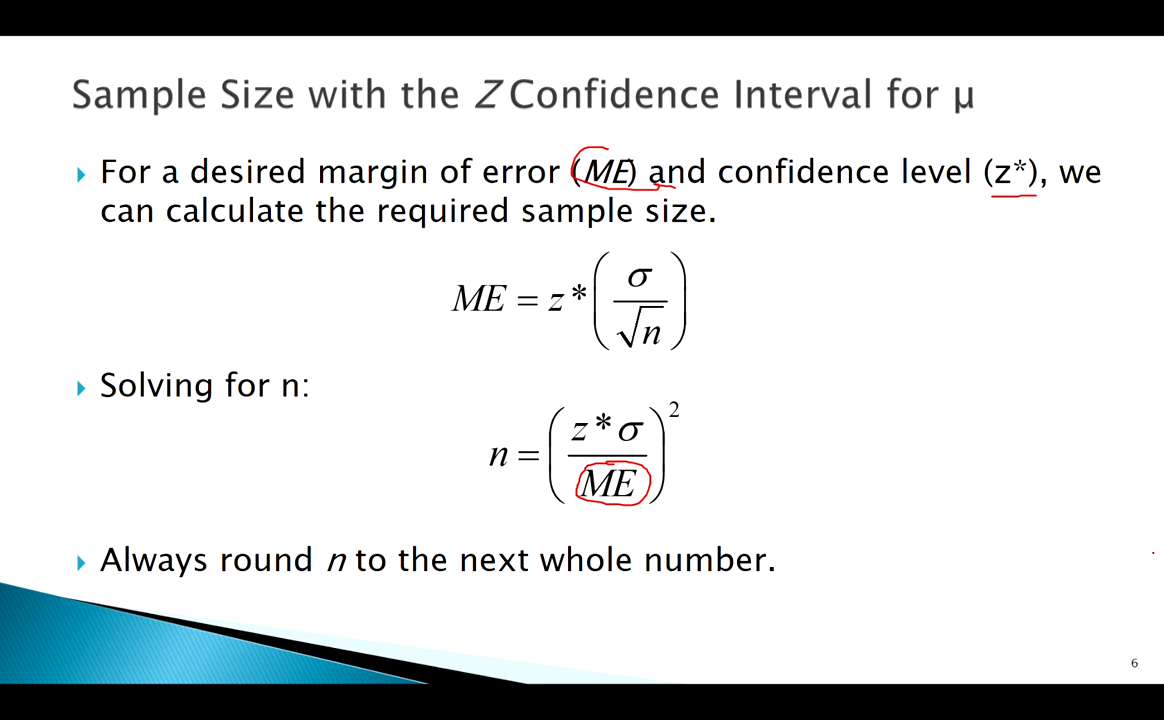 Sample Size with the Z Confidence Interval for µ
For a desired margin of error (ME) and confidence level (z*), we
can calculate the required sample size.
ME = z * ( σ / √n )
Solving for n:
n = ( z * σ / ME )²
Always round n to the next whole number.
6